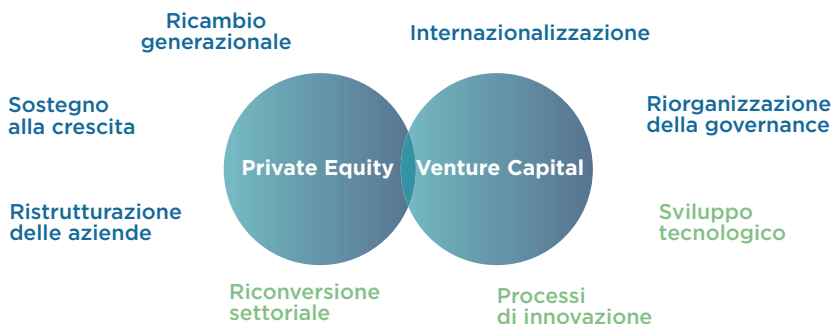 Ricambio
generazionale
Internazionalizzazione
Sostegno
alla crescita
Riorganizzazione
della governance
Private Equity
Venture Capital
Ristrutturazione
delle aziende
Sviluppo
tecnologico
Riconversione
settoriale
Processi
di innovazione